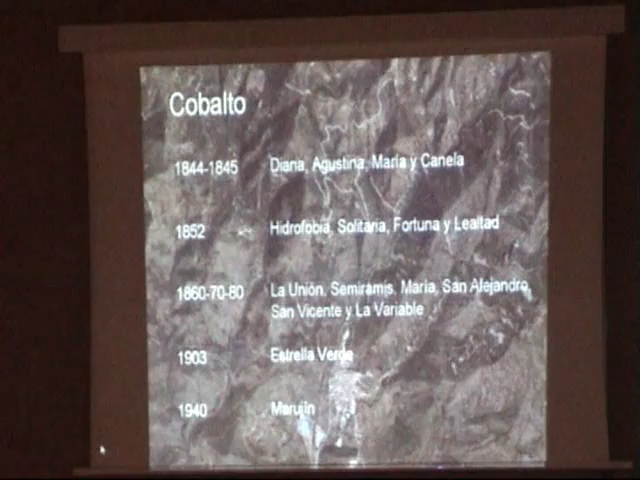 Cobalto
1844-1845 Diana, Agustina, María y Canela
1852 Hidrofobia, Solitaria, Fortuna y Lealtad
1860-70-80 La Unión, Semiramis, María, San Alejandro,
San Vicente y La Variable
1903 Estrella Verde
1940 Marujín